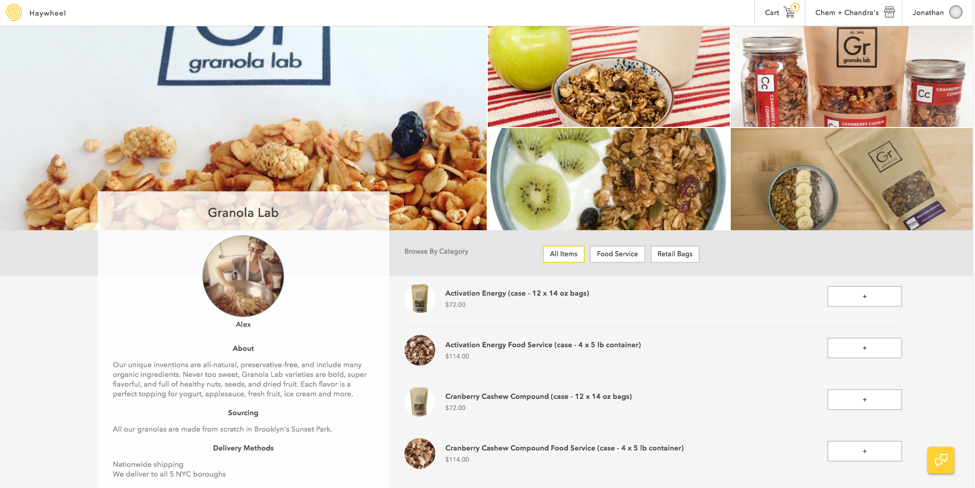 Haywheel
Cart
1
Chem + Chandra's
Jonathan
granola lab
Gr
granola lab
Cc
Cc
CRANBERRY CASHEW
Gr
Granola Lab
Alex
About
Our unique inventions are all-natural, preservative-free, and include many
organic ingredients. Never too sweet, Granola Lab varieties are bold, super
flavorful, and full of healthy nuts, seeds, and dried fruit. Each flavor is a
perfect topping for yogurt, applesauce, fresh fruit, ice cream and more.
Sourcing
All our granolas are made from scratch in Brooklyn's Sunset Park.
Delivery Methods
Nationwide shipping
We deliver to all 5 NYC boroughs
Browse By Category
All Items
Food Service
Retail Bags
Activation Energy (case - 12 x 14 oz bags)
$72.00
+
Activation Energy Food Service (case - 4 x 5 lb container)
$114.00
+
Cranberry Cashew Compound (case - 12 x 14 oz bags)
$72.00
+
Cranberry Cashew Compound Food Service (case - 4 x 5 lb container)
$114.00
+